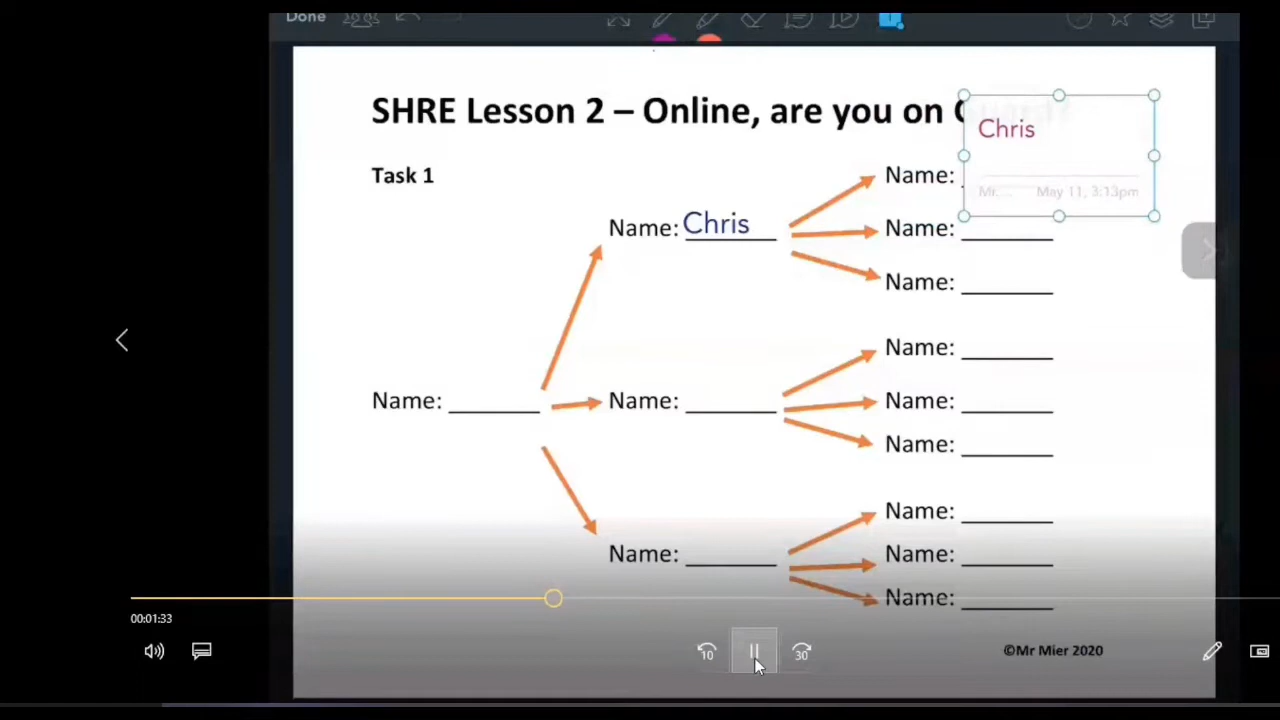 Done
SHRE Lesson 2 – Online, are you on
Chris
Mr.... May 11, 3:13pm
Task 1
Name:
Name: Chris
Name:
Name:
Name:
Name:
Name:
Name:
Name:
Name:
Name:
Name:
Name:
00:01:33
10
30
©Mr Mier 2020